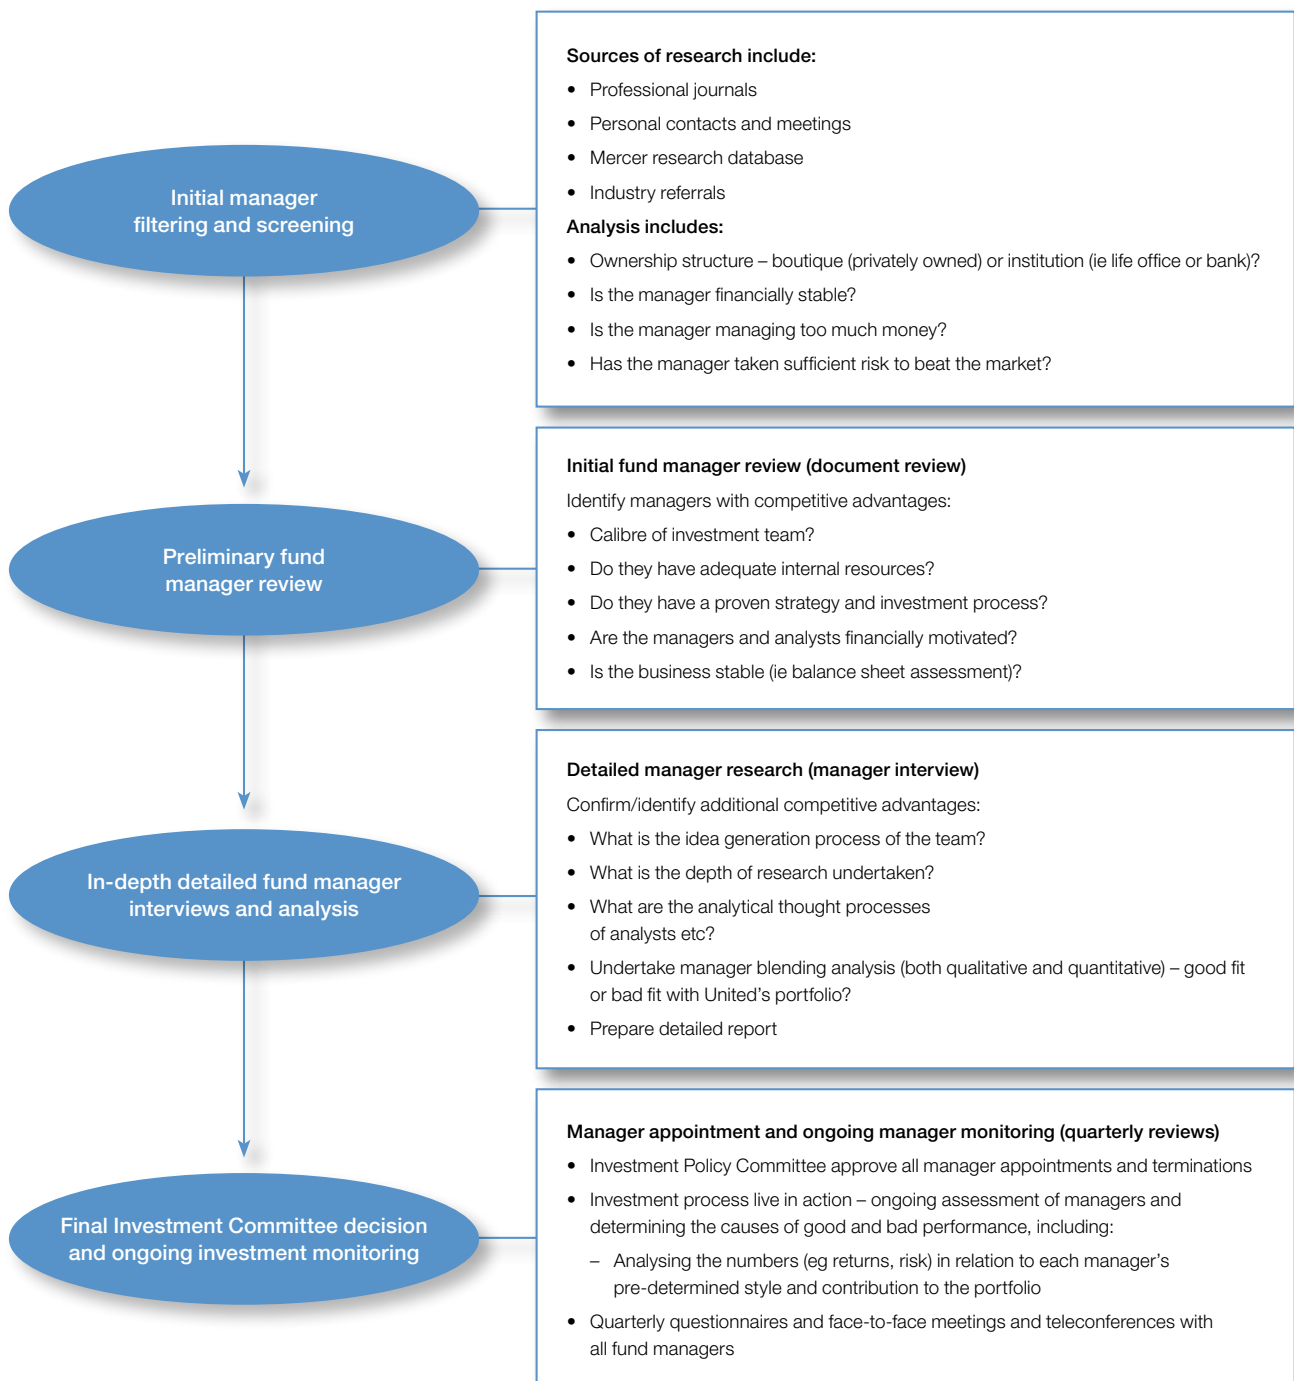 Initial manager
filtering and screening
Sources of research include:
• Professional journals
• Personal contacts and meetings
• Mercer research database
• Industry referrals
Analysis includes:
• Ownership structure – boutique (privately owned) or institution (ie life office or bank)?
• Is the manager financially stable?
• Is the manager managing too much money?
• Has the manager taken sufficient risk to beat the market?
Preliminary fund
manager review
Initial fund manager review (document review)
Identify managers with competitive advantages:
• Calibre of investment team?
• Do they have adequate internal resources?
• Do they have a proven strategy and investment process?
• Are the managers and analysts financially motivated?
• Is the business stable (ie balance sheet assessment)?
In-depth detailed fund manager
interviews and analysis
Detailed manager research (manager interview)
Confirm/identify additional competitive advantages:
• What is the idea generation process of the team?
• What is the depth of research undertaken?
• What are the analytical thought processes
of analysts etc?
• Undertake manager blending analysis (both qualitative and quantitative) – good fit
or bad fit with United's portfolio?
• Prepare detailed report
Final Investment Committee decision
and ongoing investment monitoring
Manager appointment and ongoing manager monitoring (quarterly reviews)
• Investment Policy Committee approve all manager appointments and terminations
• Investment process live in action – ongoing assessment of managers and
determining the causes of good and bad performance, including:
– Analysing the numbers (eg returns, risk) in relation to each manager's
pre-determined style and contribution to the portfolio
• Quarterly questionnaires and face-to-face meetings and teleconferences with
all fund managers